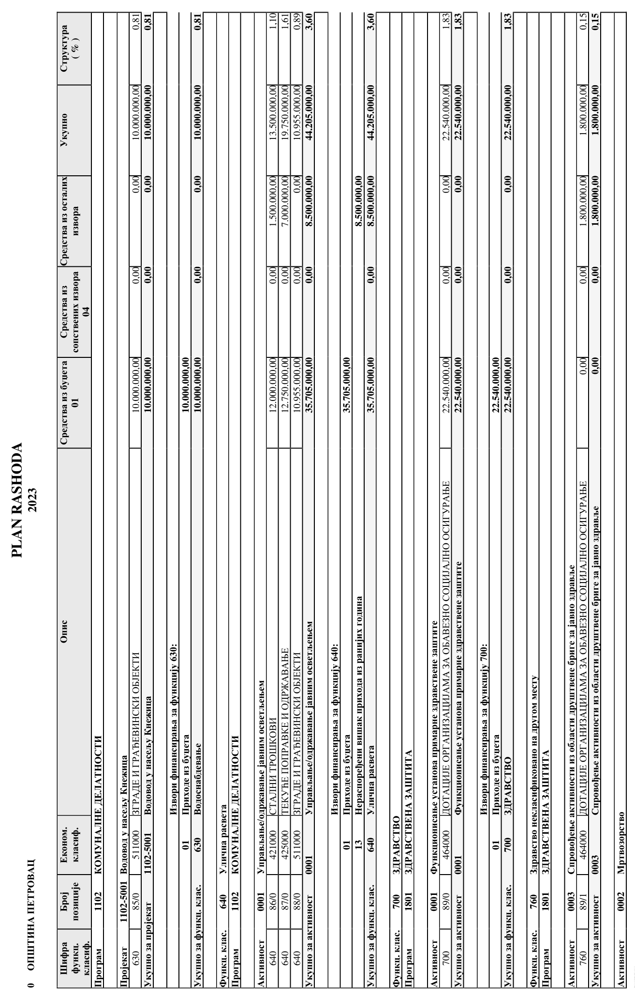 PLAN RASHODA
2023
0 ОПШТИНА ПЕТРОВАЦ
Шифра функц. класиф. Број позиције Економ. класиф. Опис Средства из буџета 01 Средства из сопствених извора 04 Средства из осталих извора Укупно Структура ( % )
Програм 1102 КОМУНАЛНЕ ДЕЛАТНОСТИ
Пројекат 1102-5001 Водовод у насељу Кнежица
630 85/0 511000 ЗГРАДЕ И ГРАЂЕВИНСКИ ОБЈЕКТИ 10.000.000,00 0,00 0,00 10.000.000,00 0,81
Укупно за пројекат 1102-5001 Водовод у насељу Кнежица 10.000.000,00 0,00 0,00 10.000.000,00 0,81
Извори финансирања за функцију 630:
01 Приходе из буџета 10.000.000,00
Укупно за функц. клас. 630 Водоснабдевање 10.000.000,00 0,00 0,00 10.000.000,00 0,81
Функц. клас. 640 Улична расвета
Програм 1102 КОМУНАЛНЕ ДЕЛАТНОСТИ
Активност 0001 Управљање/одржавање јавним осветљењем
640 86/0 421000 СТАЛНИ ТРОШКОВИ 12.000.000,00 0,00 1.500.000,00 13.500.000,00 1,10
640 87/0 425000 ТЕКУЋЕ ПОПРАВКЕ И ОДРЖАВАЊЕ 12.750.000,00 0,00 7.000.000,00 19.750.000,00 1,61
640 88/0 511000 ЗГРАДЕ И ГРАЂЕВИНСКИ ОБЈЕКТИ 10.955.000,00 0,00 0,00 10.955.000,00 0,89
Укупно за активност 0001 Управљање/одржавање јавним осветљењем 35.705.000,00 0,00 8.500.000,00 44.205.000,00 3,60
Извори финансирања за функцију 640:
01 Приходе из буџета 35.705.000,00
13 Нераспоређени вишак прихода из ранијих година 8.500.000,00
Укупно за функц. клас. 640 Улична расвета 35.705.000,00 0,00 8.500.000,00 44.205.000,00 3,60
Функц. клас. 700 ЗДРАВСТВО
Програм 1801 ЗДРАВСТВЕНА ЗАШТИТА
Активност 0001 Функционисање установа примарне здравствене заштите
700 89/0 464000 ДОТАЦИЈЕ ОРГАНИЗАЦИЈАМА ЗА ОБАВЕЗНО СОЦИЈАЛНО ОСИГУРАЊЕ 22.540.000,00 0,00 0,00 22.540.000,00 1,83
Укупно за активност 0001 Функционисање установа примарне здравствене заштите 22.540.000,00 0,00 0,00 22.540.000,00 1,83
Извори финансирања за функцију 700:
01 Приходе из буџета 22.540.000,00
Укупно за функц. клас. 700 ЗДРАВСТВО 22.540.000,00 0,00 0,00 22.540.000,00 1,83
Функц. клас. 760 Здравство некласификовано на другом месту
Програм 1801 ЗДРАВСТВЕНА ЗАШТИТА
Активност 0003 Спровођење активности из области друштвене бриге за јавно здравље
760 89/1 464000 ДОТАЦИЈЕ ОРГАНИЗАЦИЈАМА ЗА ОБАВЕЗНО СОЦИЈАЛНО ОСИГУРАЊЕ 0,00 0,00 1.800.000,00 1.800.000,00 0,15
Укупно за активност 0003 Спровођење активности из области друштвене бриге за јавно здравље 0,00 0,00 1.800.000,00 1.800.000,00 0,15
Активност 0002 Мртвозорство